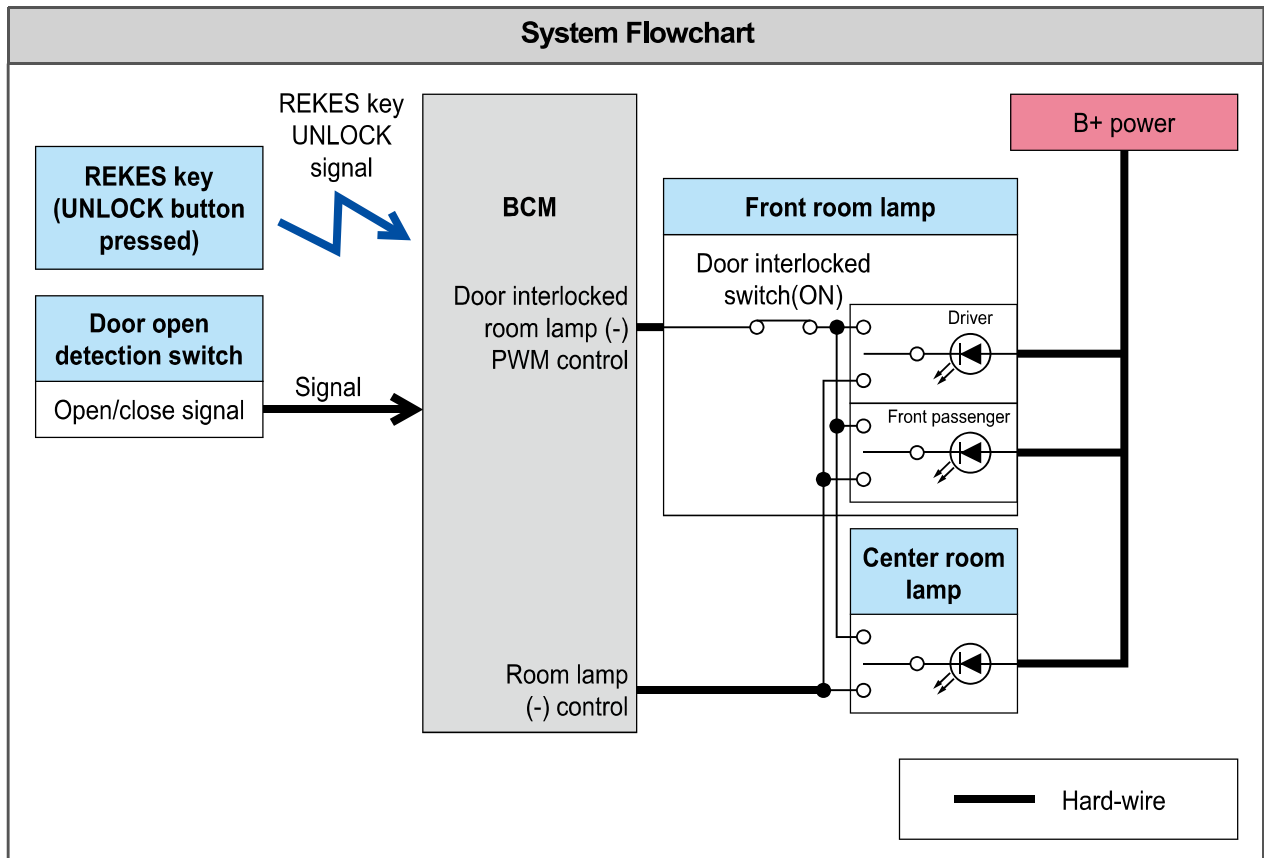 System Flowchart
REKES key
UNLOCK
signal
B+ power
REKES key
(UNLOCK button
pressed)
BCM
Front room lamp
Door interlocked
switch(ON)
Door interlocked
room lamp (-)
PWM control
Driver
Door open
detection switch
Signal
Open/close signal
Front passenger
Center room
lamp
Room lamp
(-) control
Hard-wire